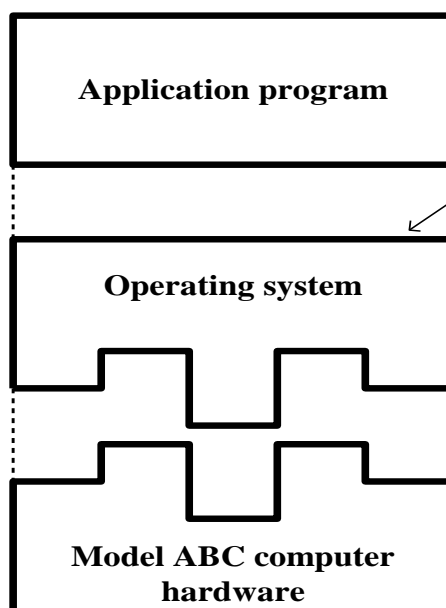 Application program
Operating system
Model ABC computer
hardware